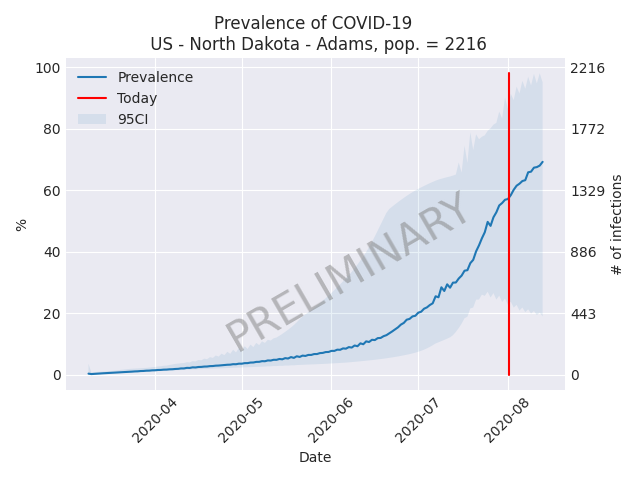 Prevalence of COVID-19
US - North Dakota - Adams, pop. = 2216
100
80
60
40
20
0
%
Prevalence
Today
95CI
PRELIMINARY
2216
1772
1329
886
443
0
# of infections
2020-04
2020-05
2020-06
2020-07
2020-08
Date